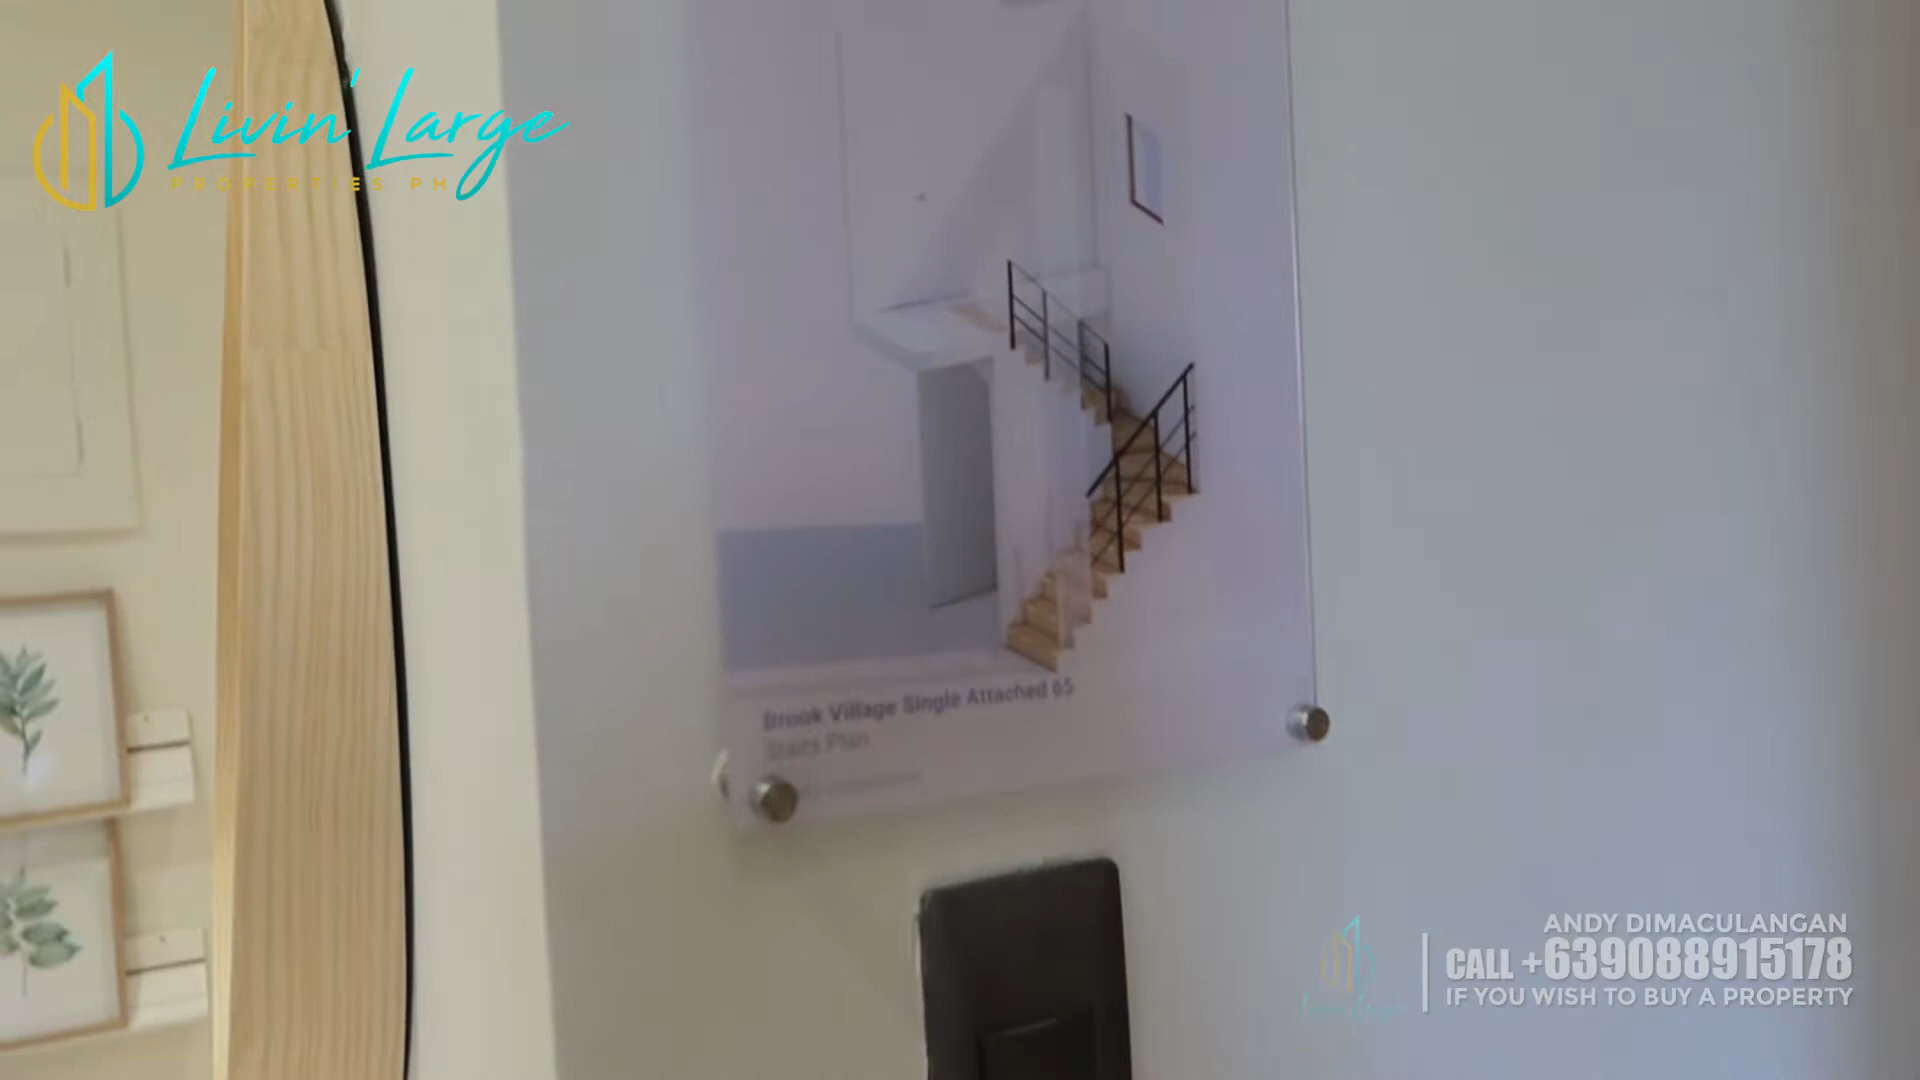 Livin' Large
PROPERTIES PH
Brook Village Single Attached 65
Stairs Plan
ANDY DIMACULANGAN
CALL +639088915178
IF YOU WISH TO BUY A PROPERTY